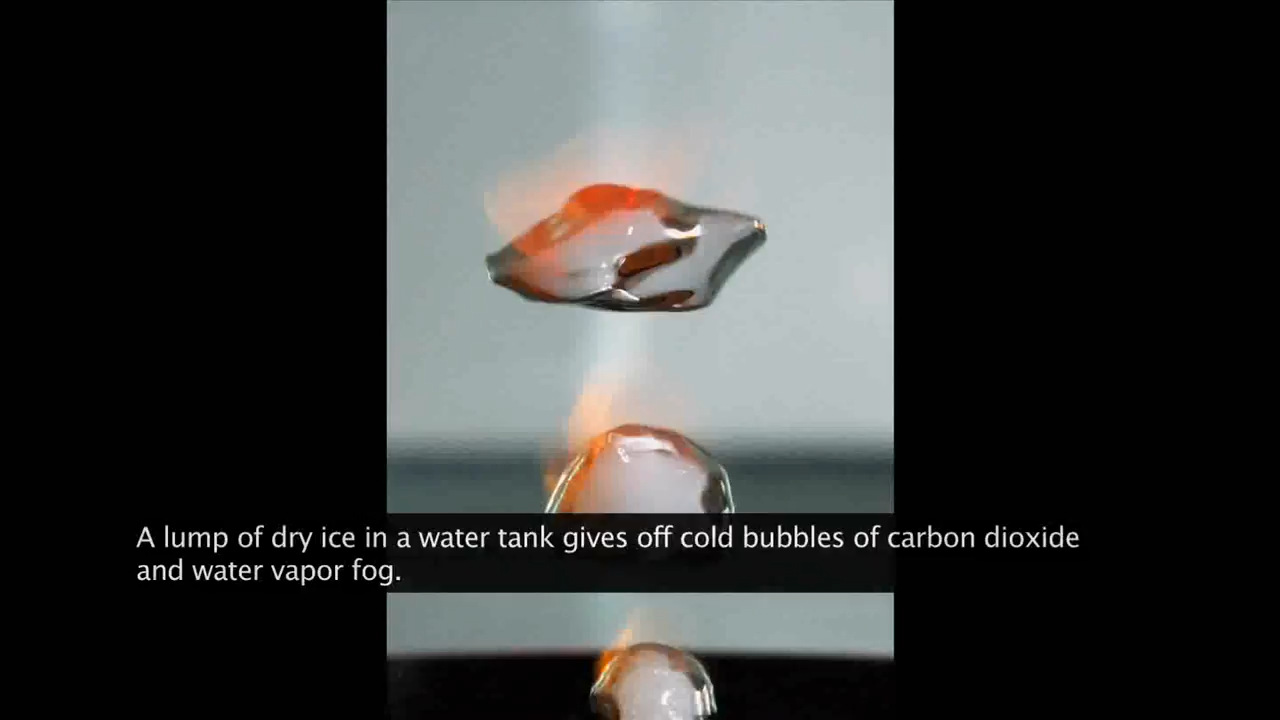 A lump of dry ice in a water tank gives off cold bubbles of carbon dioxide
and water vapor fog.